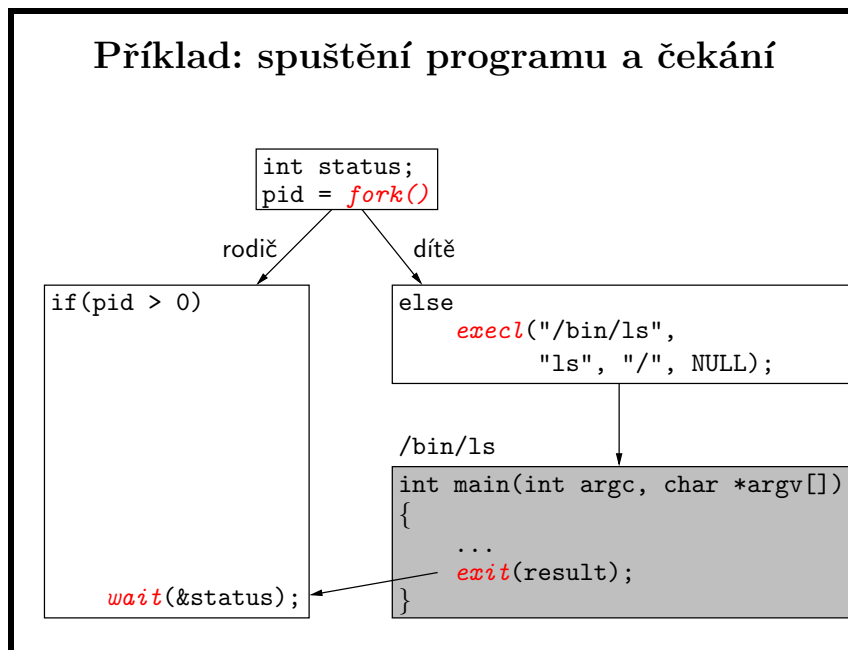 Příklad: spuštění programu a čekání
int status;
pid = fork()
rodič
dítě
if(pid > 0)
wait(&status);
else
execl("/bin/ls",
"ls", "/", NULL);
/bin/ls
int main(int argc, char *argv[])
{
...
exit(result);
}